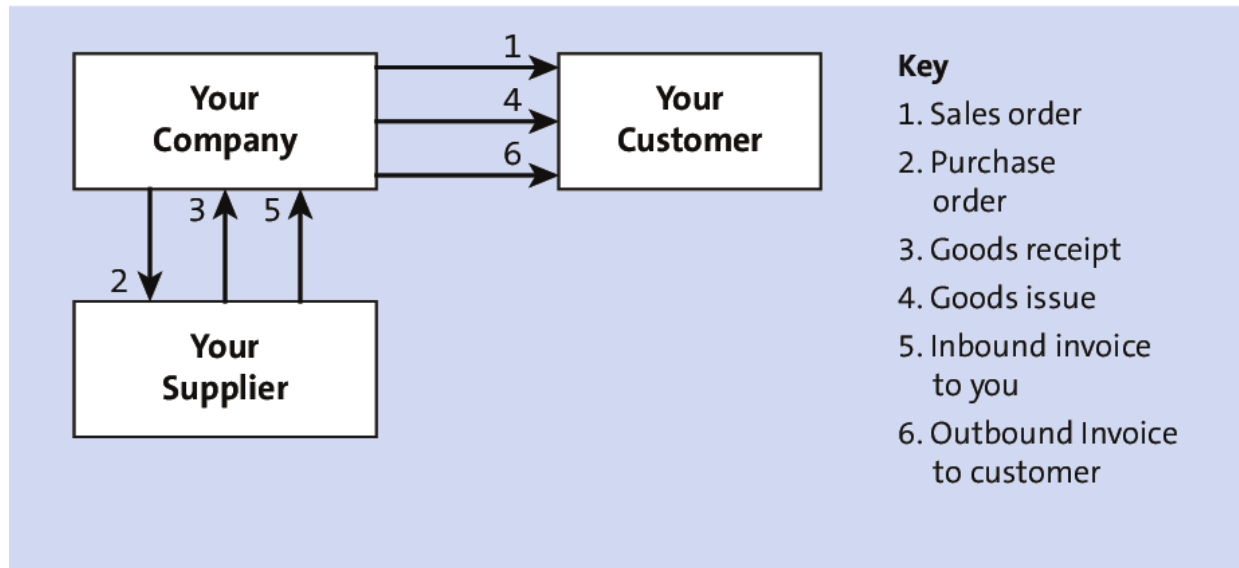 1
Your
Company
4
Your
Customer
6
3
5
2
Your
Supplier
Key
1. Sales order
2. Purchase
order
3. Goods receipt
4. Goods issue
5. Inbound invoice
to you
6. Outbound Invoice
to customer